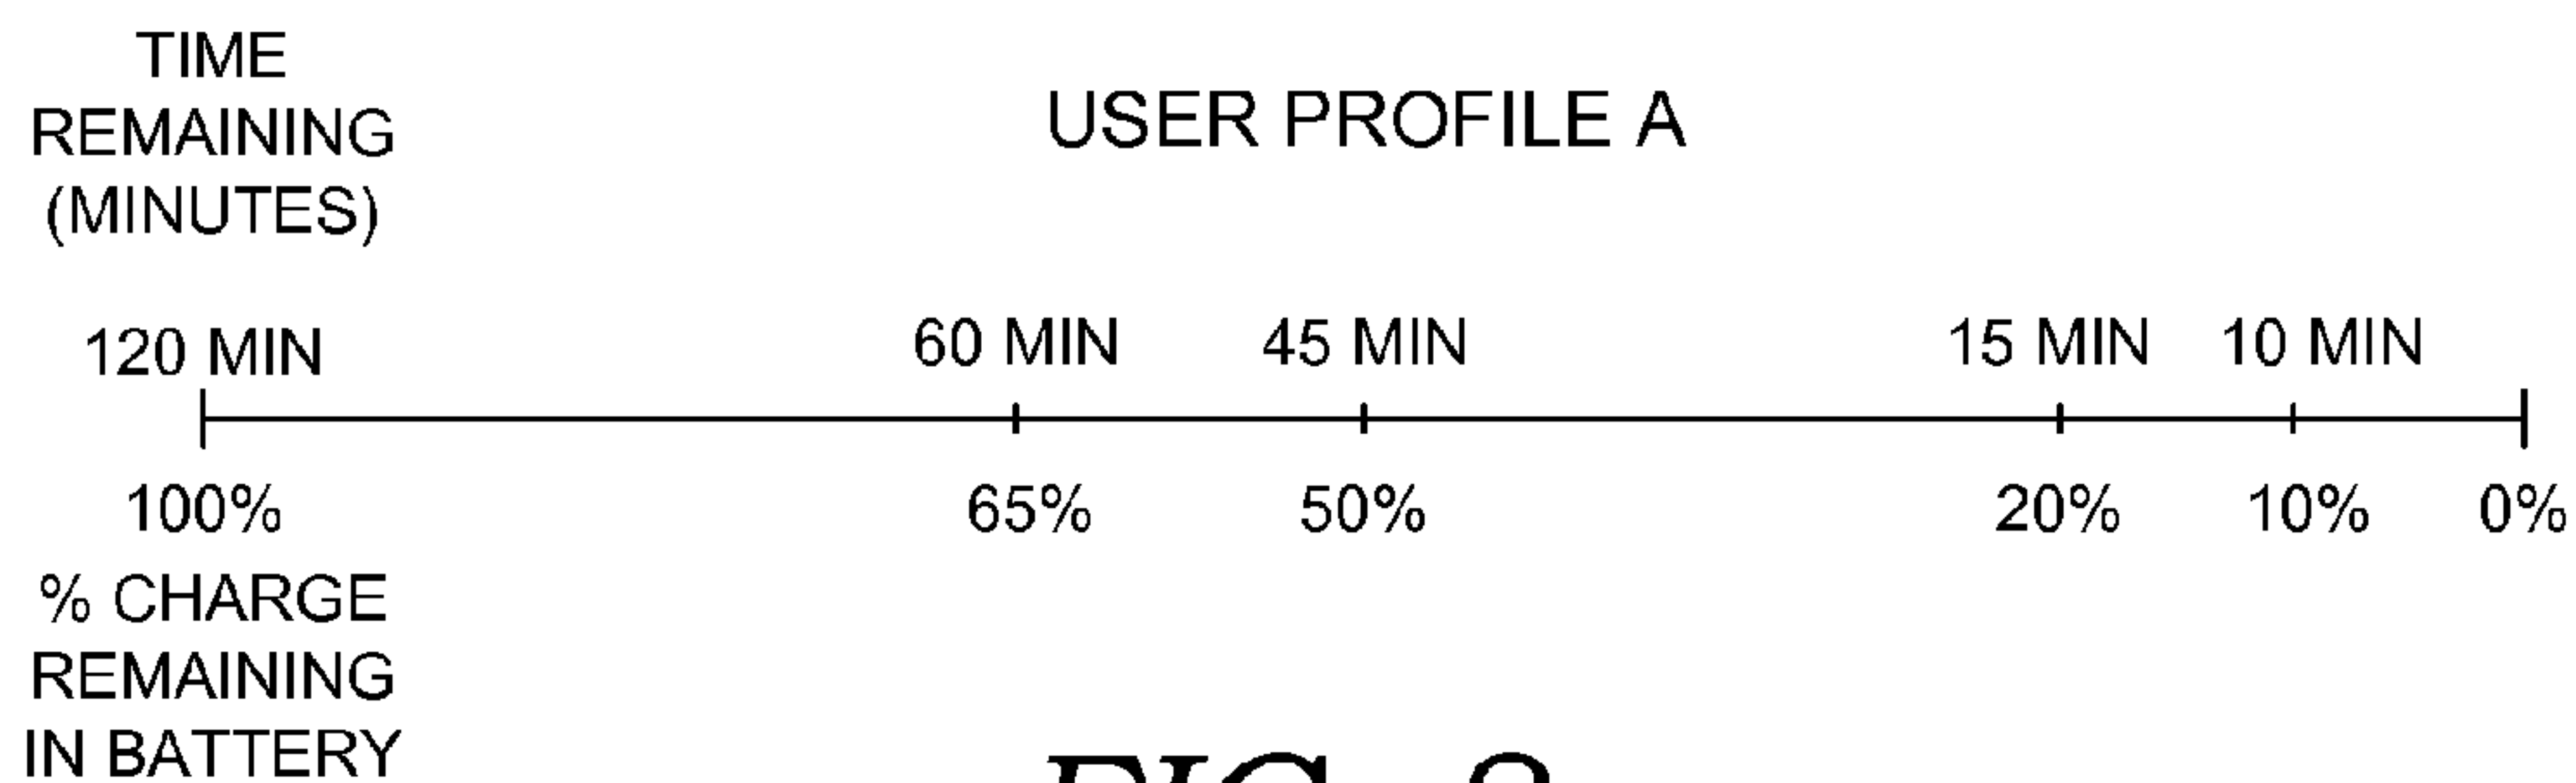 TIME
REMAINING
(MINUTES)
USER PROFILE A
120 MIN 60 MIN 45 MIN 15 MIN 10 MIN
100% 65% 50% 20% 10% 0%
% CHARGE
REMAINING
IN BATTERY